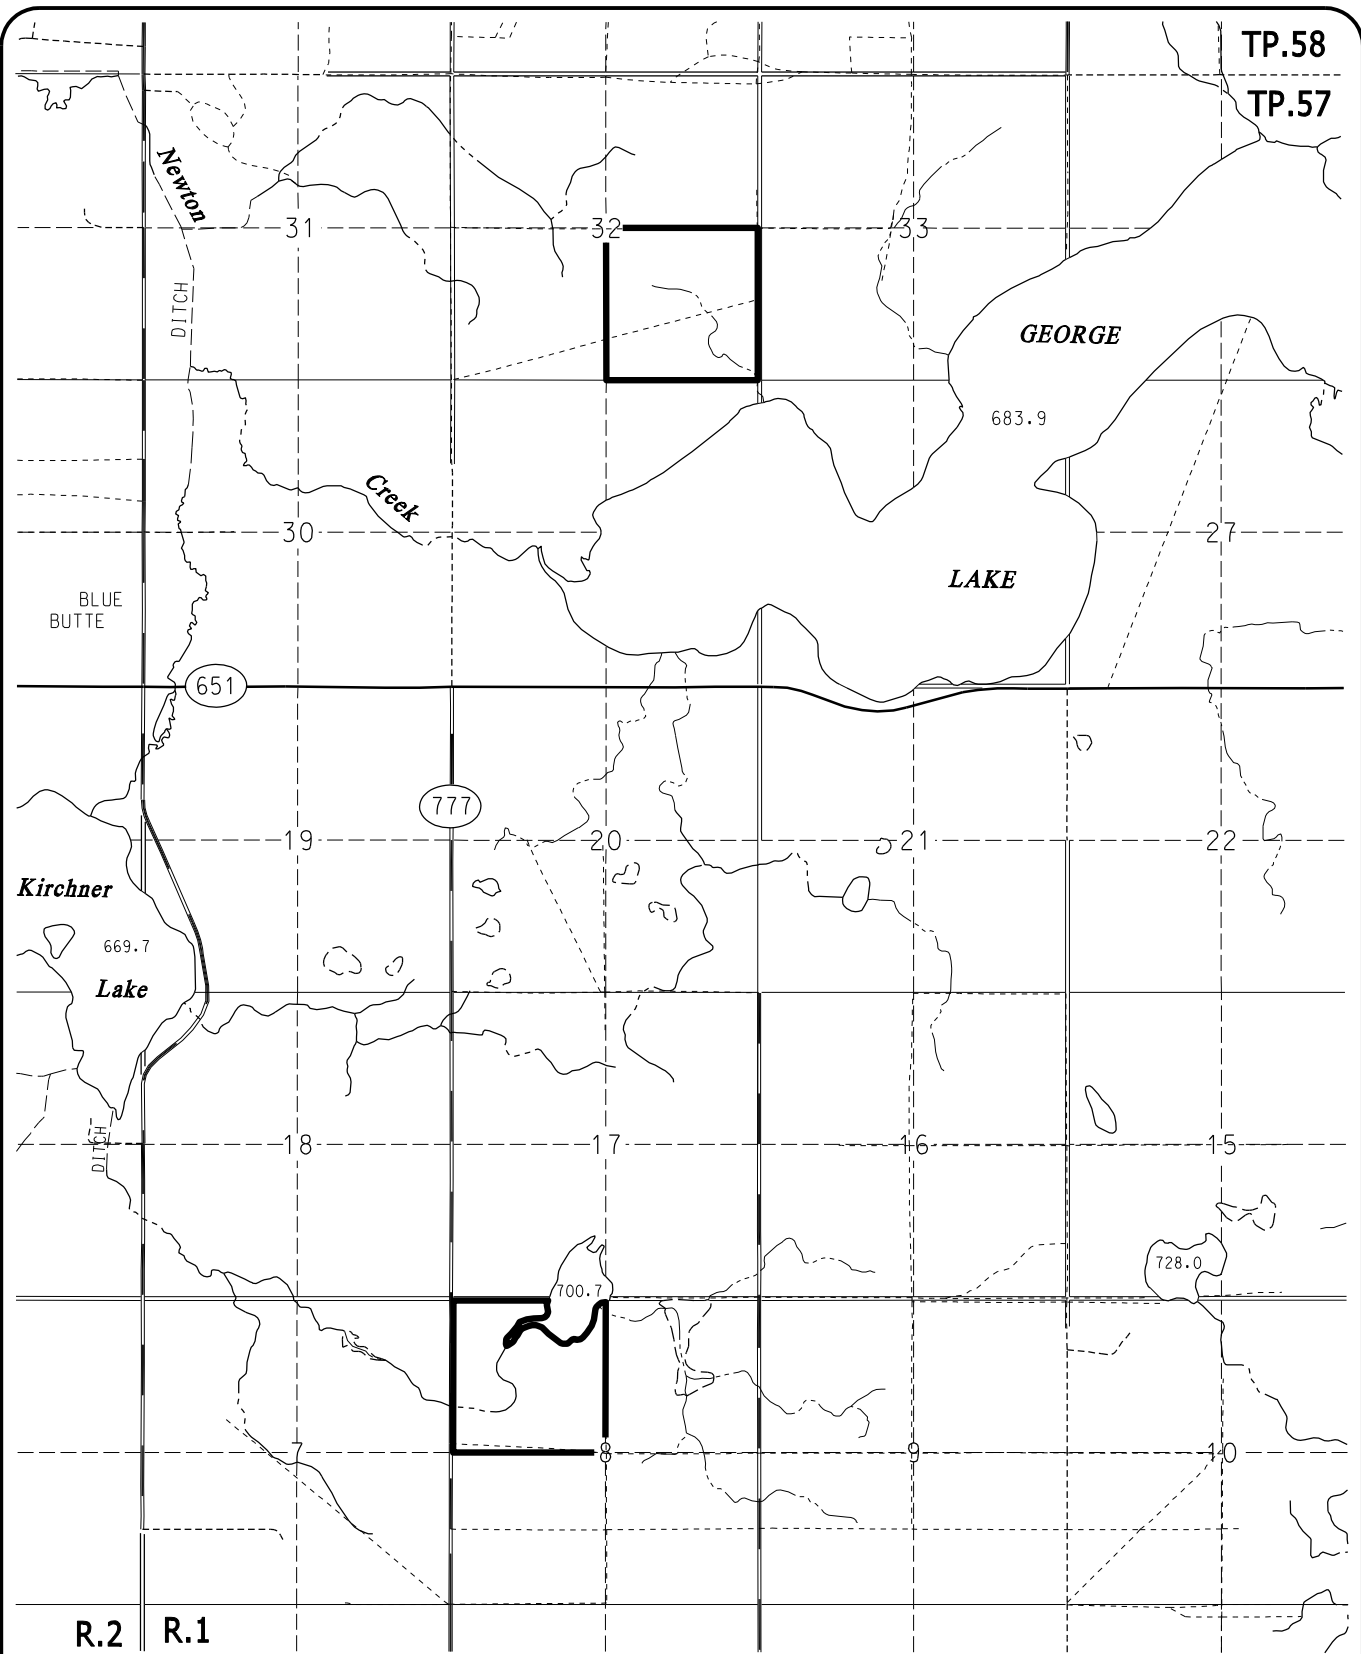 TP.58
TP.57
Newton
31
32
33
DITCH
GEORGE
683.9
Creek
30
27
LAKE
BLUE
BUTTE
651
777
19
20
21
22
Kirchner
669.7
Lake
18
17
16
15
DITCH
728.0
700.7
7
8
9
10
R.2
R.1